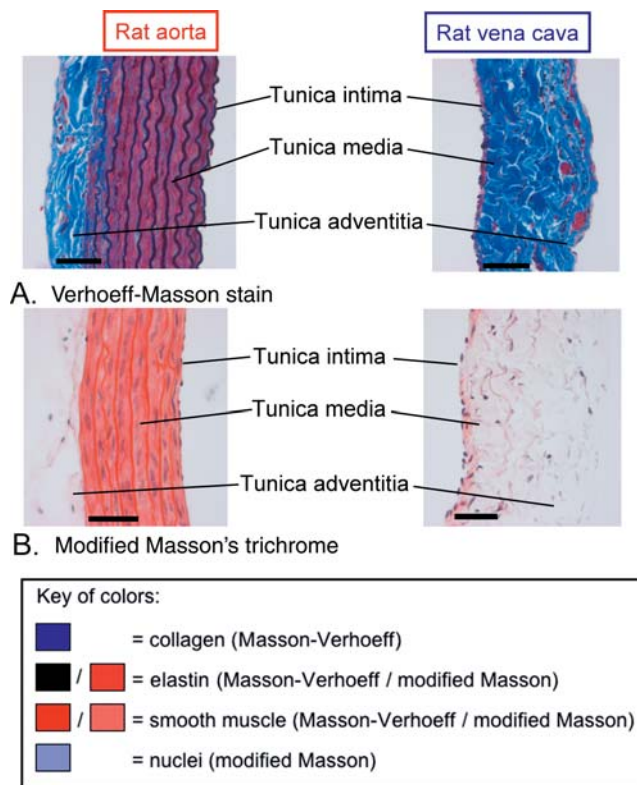 Rat aorta
Rat vena cava
Tunica intima
Tunica media
Tunica adventitia
A. Verhoeff-Masson stain
Tunica intima
Tunica media
Tunica adventitia
B. Modified Masson's trichrome
Key of colors:
= collagen (Masson-Verhoeff)
/ = elastin (Masson-Verhoeff / modified Masson)
/ = smooth muscle (Masson-Verhoeff / modified Masson)
= nuclei (modified Masson)